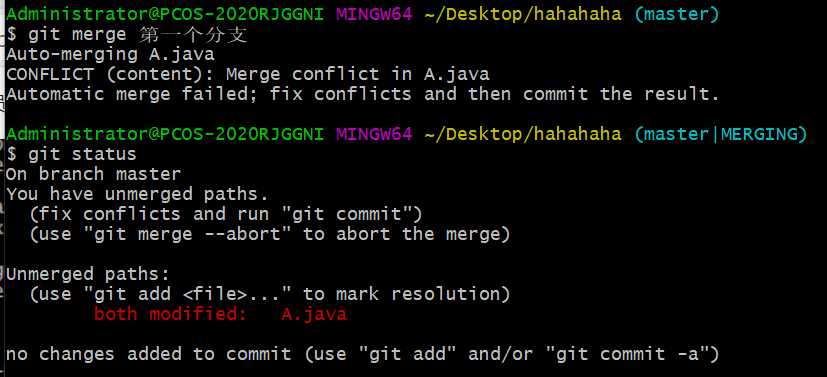 Administrator@PCOS-2020RJGGNI MINGW64 ~/Desktop/hahahaha (master)
$ git merge 第一个分支
Auto-merging A.java
CONFLICT (content): Merge conflict in A.java
Automatic merge failed; fix conflicts and then commit the result.
Administrator@PCOS-2020RJGGNI MINGW64 ~/Desktop/hahahaha (master|MERGING)
$ git status
On branch master
You have unmerged paths.
  (fix conflicts and run "git commit")
  (use "git merge --abort" to abort the merge)
Unmerged paths:
  (use "git add <file>..." to mark resolution)
        both modified:   A.java
no changes added to commit (use "git add" and/or "git commit -a")